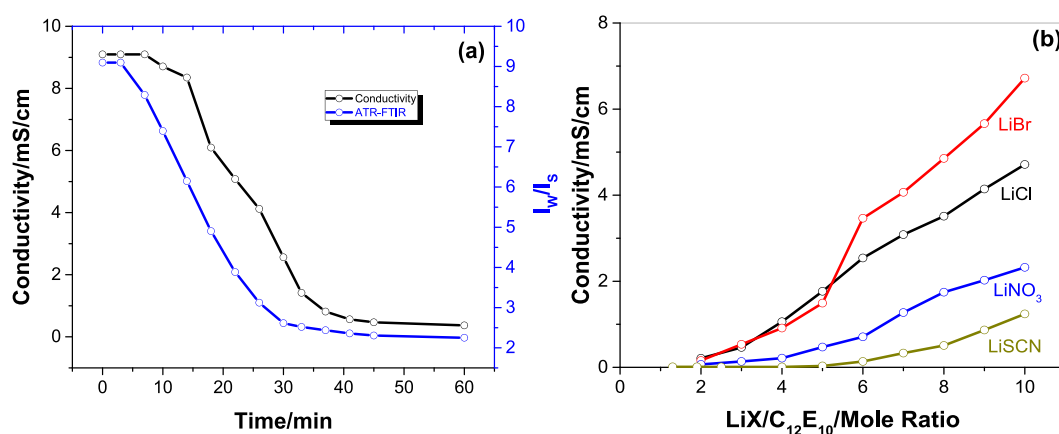 (a)
Conductivity
ATR-FTIR
10
8
6
4
2
0
Conductivity/mS/cm
10
9
8
7
6
5
4
3
2
I_W/I_S
0 10 20 30 40 50 60
Time/min
(b)
8
6
4
2
0
Conductivity/mS/cm
LiBr
LiCl
LiNO₃
LiSCN
0 2 4 6 8 10
LiX/C₁₂E₁₀/Mole Ratio